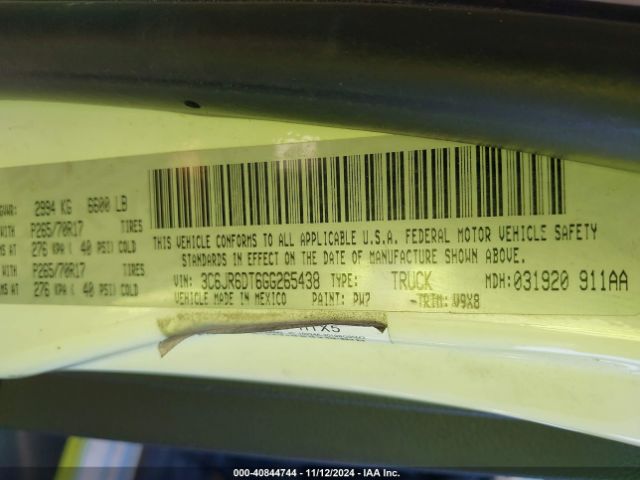 GVWR: 2994 KG 6600 LB
P265/70R17 TIRES
276 KPA ( 40 PSI) COLD
P265/70R17 TIRES
276 KPA ( 40 PSI) COLD
THIS VEHICLE CONFORMS TO ALL APPLICABLE U.S.A. FEDERAL MOTOR VEHICLE SAFETY
STANDARDS IN EFFECT ON THE DATE OF MANUFACTURE SHOWN ABOVE.
VIN: 3C6JR6DT6GG265438 TYPE: TRUCK MDH: 031920 911AA
VEHICLE MADE IN MEXICO PAINT: PW7 TRIM: V9X8
000-40844744 - 11/12/2024 - IAA Inc.